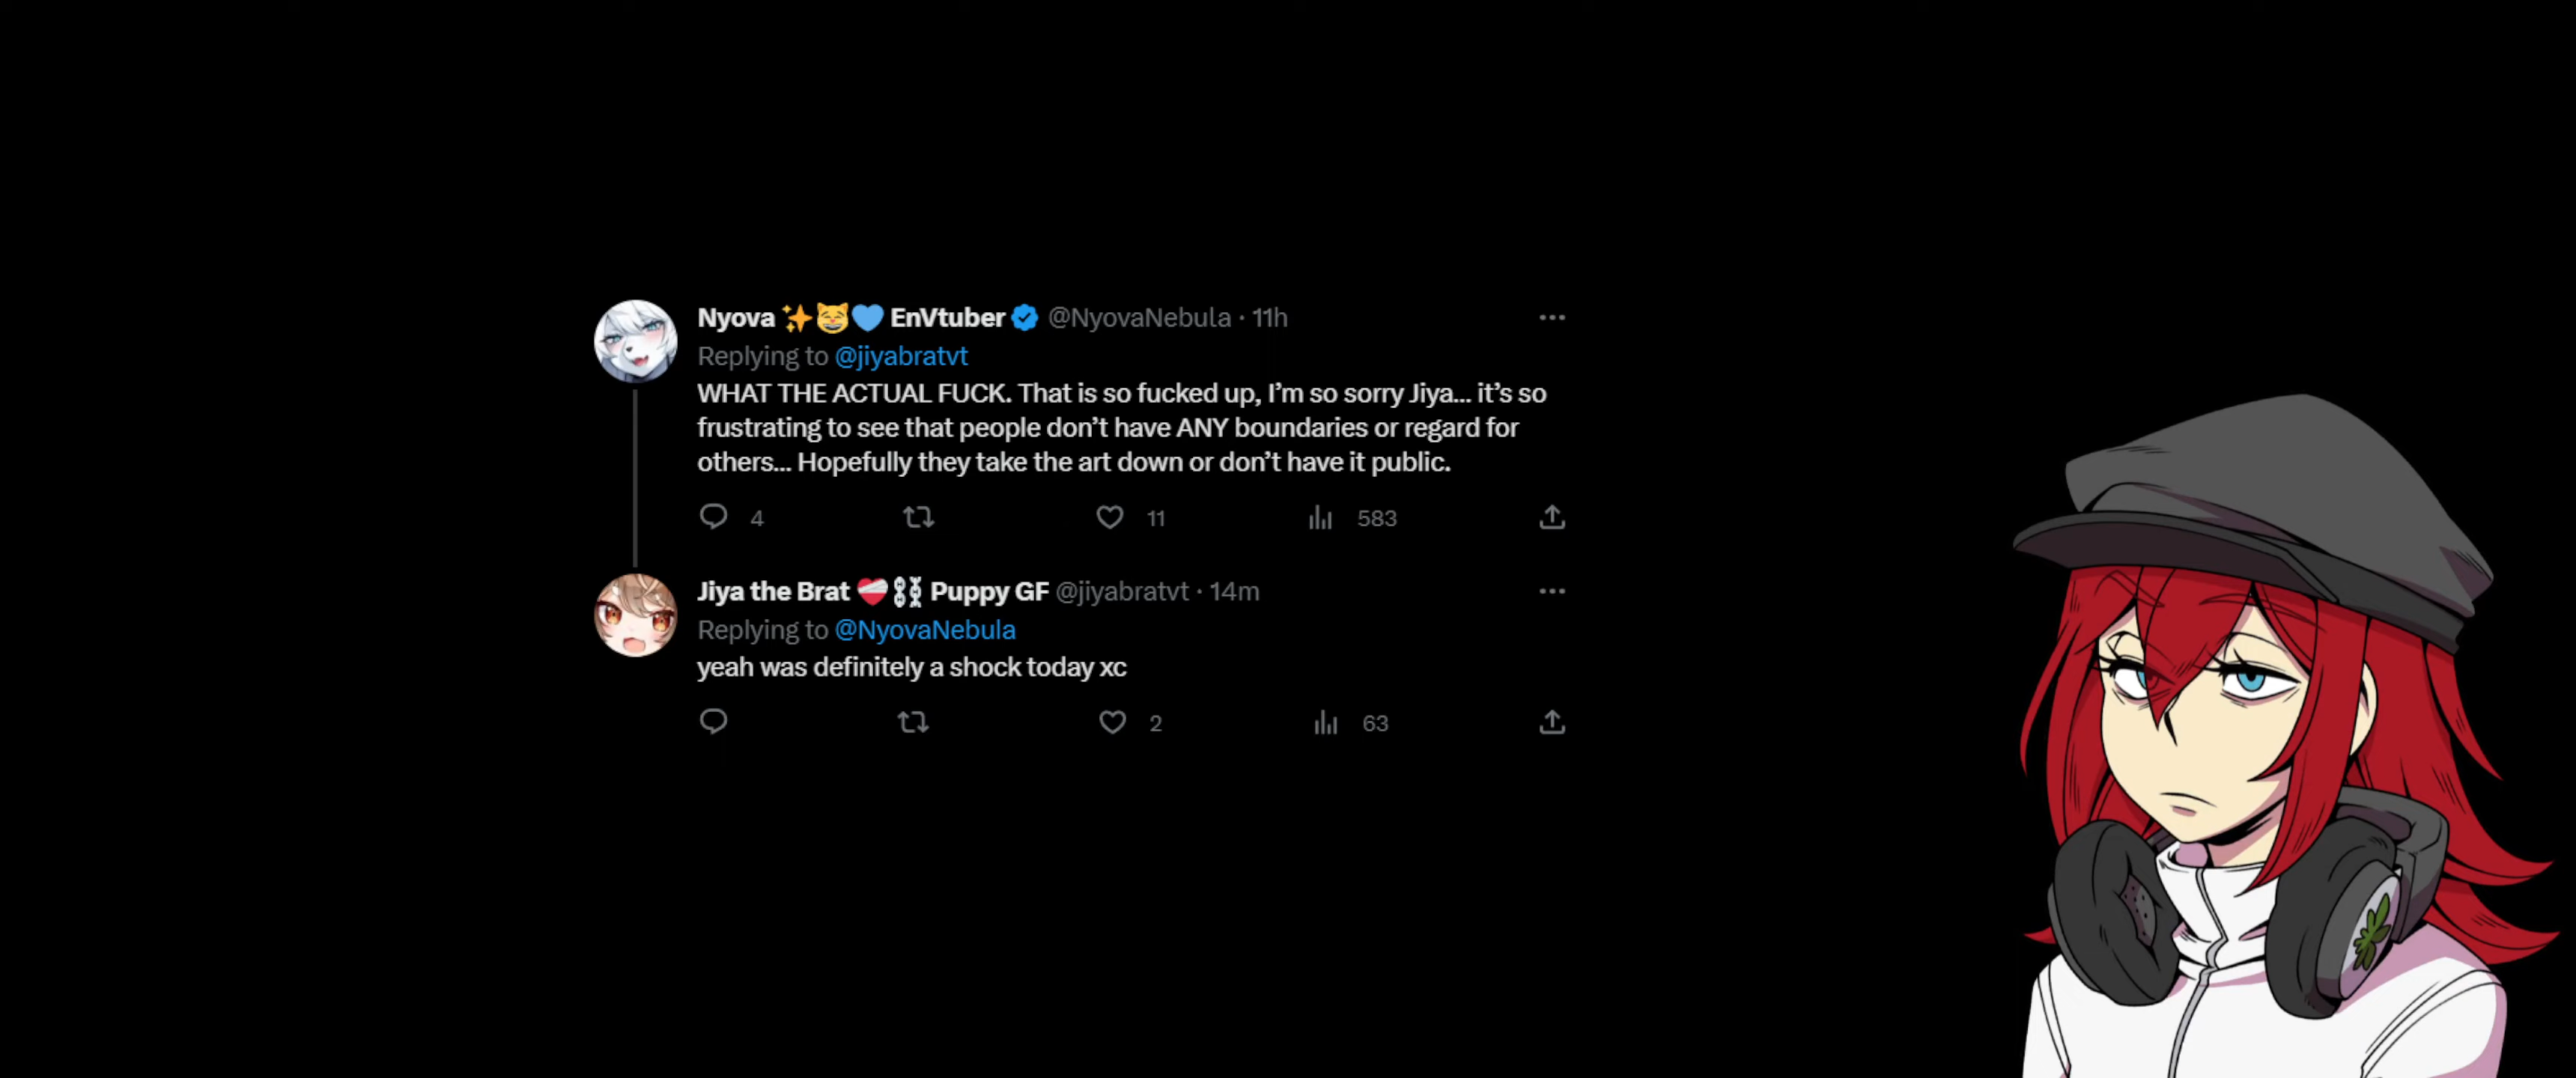 Nyova ✨😸💙 EnVtuber @NyovaNebula · 11h
Replying to @jiyabratvt
WHAT THE ACTUAL FUCK. That is so fucked up, I’m so sorry Jiya... it’s so
frustrating to see that people don’t have ANY boundaries or regard for
others... Hopefully they take the art down or don’t have it public.
4 11 583
Jiya the Brat ❤️‍🩹⛓️ Puppy GF @jiyabratvt · 14m
Replying to @NyovaNebula
yeah was definitely a shock today xc
2 63